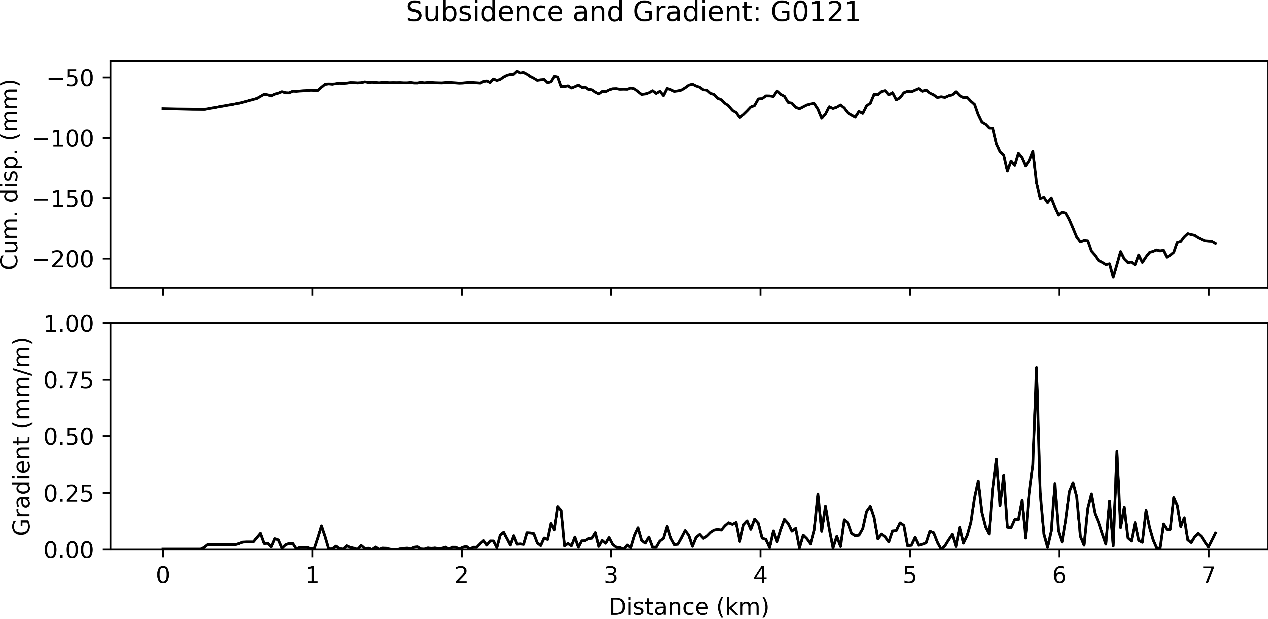 Subsidence and Gradient: G0121
Cum. disp. (mm)
−50
−100
−150
−200
Gradient (mm/m)
1.00
0.75
0.50
0.25
0.00
0 1 2 3 4 5 6 7
Distance (km)